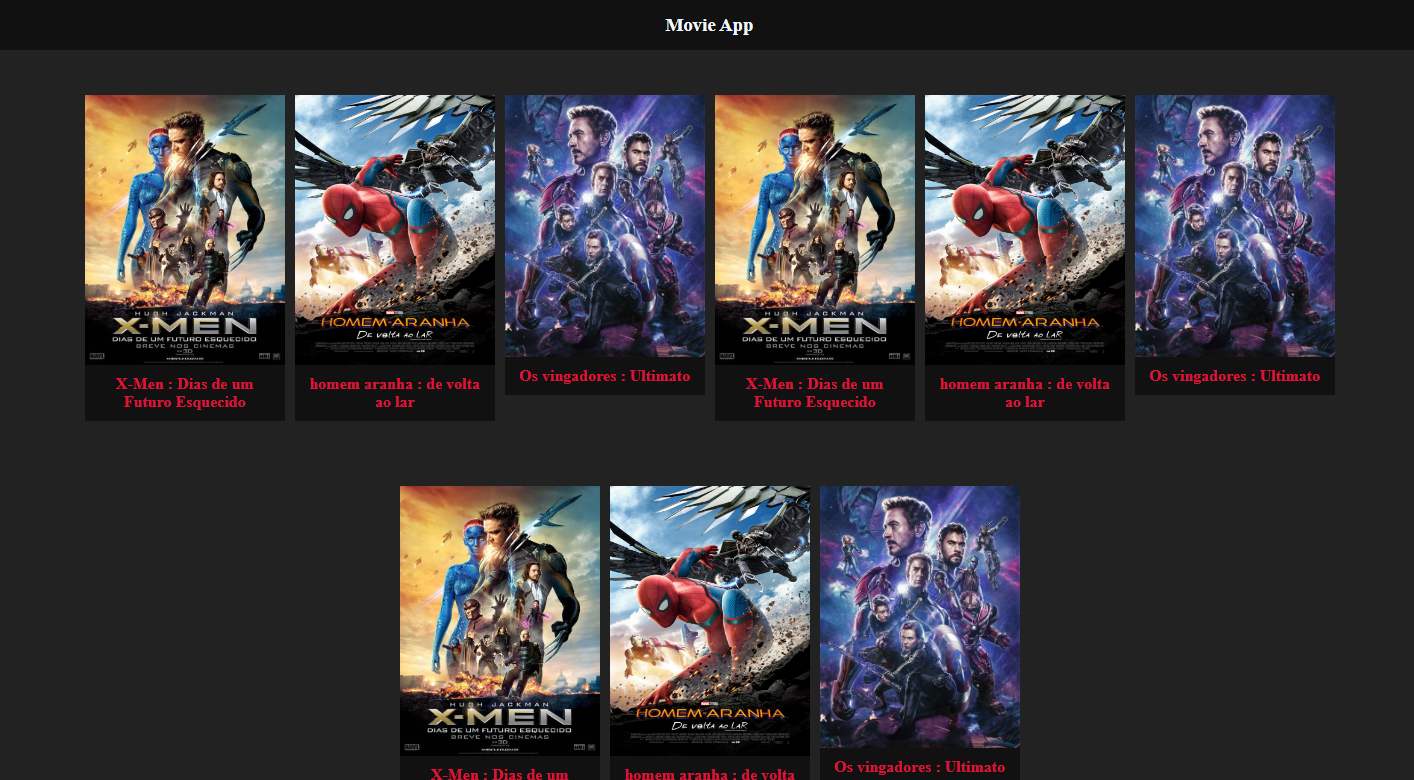 Movie App
HUGH JACKMAN
X-MEN
DIAS DE UM FUTURO ESQUECIDO
BREVE NOS CINEMAS
X-Men : Dias de um
Futuro Esquecido
HOMEM-ARANHA
DE VOLTA AO LAR
homem aranha : de volta
ao lar
Os vingadores : Ultimato
HUGH JACKMAN
X-MEN
DIAS DE UM FUTURO ESQUECIDO
BREVE NOS CINEMAS
X-Men : Dias de um
Futuro Esquecido
HOMEM-ARANHA
DE VOLTA AO LAR
homem aranha : de volta
ao lar
Os vingadores : Ultimato
HUGH JACKMAN
X-MEN
DIAS DE UM FUTURO ESQUECIDO
BREVE NOS CINEMAS
X-Men : Dias de um
HOMEM-ARANHA
DE VOLTA AO LAR
homem aranha : de volta
Os vingadores : Ultimato